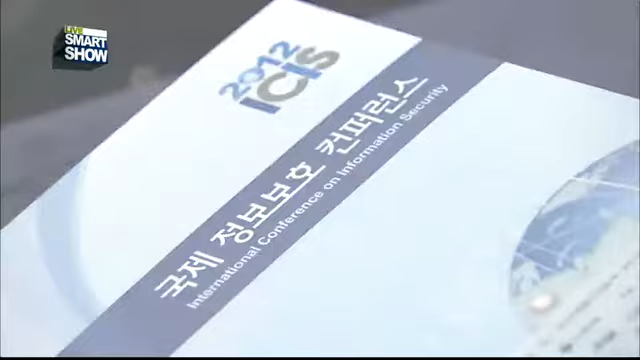 LIVE
SMART
SHOW
2012
ICIS
국제 정보보호 컨퍼런스
International Conference on Information Security